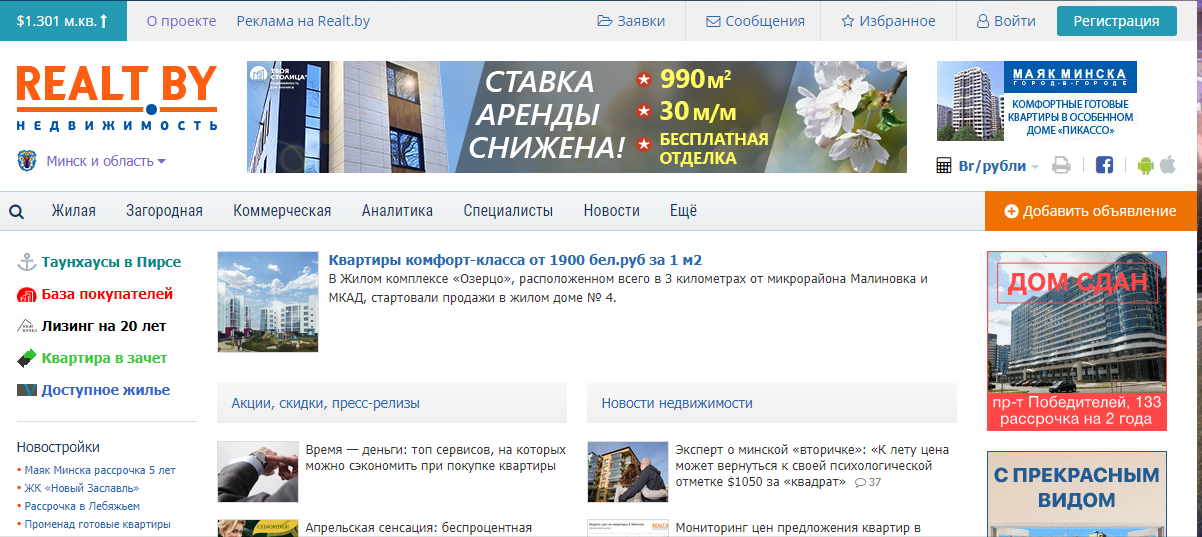 $1.301 м.кв.
О проекте
Реклама на Realt.by
Заявки
Сообщения
Избранное
Войти
Регистрация
REALT BY
НЕДВИЖИМОСТЬ
Минск и область
ТВОЯ
СТОЛИЦА
СТАВКА
АРЕНДЫ
СНИЖЕНА!
990 м²
30 м/м
БЕСПЛАТНАЯ
ОТДЕЛКА
МАЯК МИНСКА
ГОРОД-В-ГОРОДЕ
КОМФОРТНЫЕ ГОТОВЫЕ
КВАРТИРЫ В ОСОБЕННОМ
ДОМЕ «ПИКАССО»
Br/рубли
Жилая
Загородная
Коммерческая
Аналитика
Специалисты
Новости
Ещё
Добавить объявление
Таунхаусы в Пирсе
База покупателей
Лизинг на 20 лет
Квартира в зачет
Доступное жилье
Новостройки
• Маяк Минска рассрочка 5 лет
• ЖК «Новый Заславль»
• Рассрочка в Лебяжьем
• Променад готовые квартиры
Квартиры комфорт-класса от 1900 бел.руб за 1 м2
В Жилом комплексе «Озерцо», расположенном всего в 3 километрах от микрорайона Малиновка и
МКАД, стартовали продажи в жилом доме № 4.
Акции, скидки, пресс-релизы
Время — деньги: топ сервисов, на которых
можно сэкономить при покупке квартиры
Апрельская сенсация: беспроцентная
Новости недвижимости
Эксперт о минской «вторичке»: «К лету цена
может вернуться к своей психологической
отметке $1050 за «квадрат» 37
Мониторинг цен предложения квартир в
ДОМ СДАН
пр-т Победителей, 133
рассрочка на 2 года
С ПРЕКРАСНЫМ
ВИДОМ